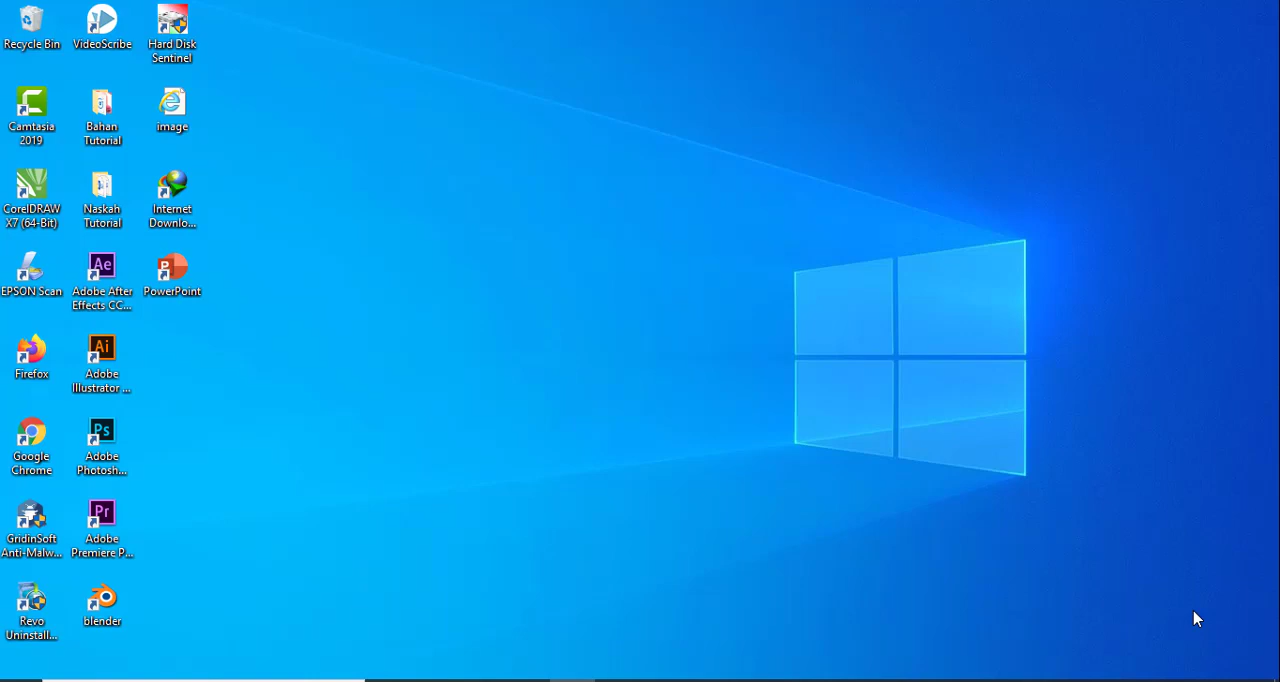 Recycle Bin
VideoScribe
Hard Disk
Sentinel
Camtasia
2019
Bahan
Tutorial
image
CorelDRAW
X7 (64-Bit)
Naskah
Tutorial
Internet
Downlo...
EPSON Scan
Ae
Adobe After
Effects CC...
P
PowerPoint
Firefox
Ai
Adobe
Illustrator ...
Google
Chrome
Ps
Adobe
Photosh...
GridinSoft
Anti-Malw...
Pr
Adobe
Premiere P...
Revo
Uninstall...
blender